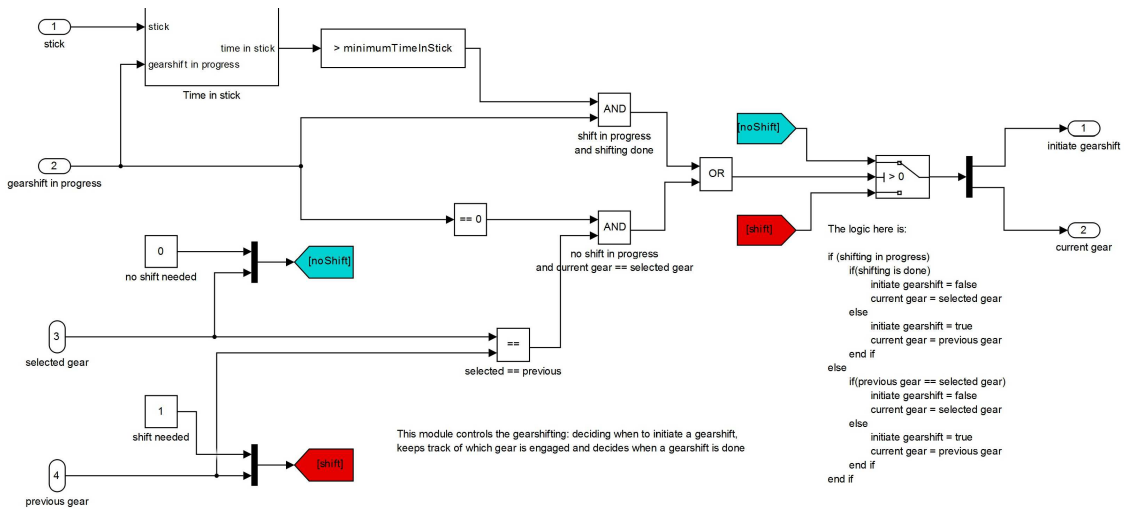 1
stick
stick
gearshift in progress
time in stick
Time in stick
> minimumTimeInStick
AND
shift in progress
and shifting done
2
gearshift in progress
== 0
AND
no shift in progress
and current gear == selected gear
OR
[noShift]
[shift]
> 0
1
initiate gearshift
2
current gear
0
no shift needed
[noShift]
3
selected gear
==
selected == previous
1
shift needed
[shift]
4
previous gear
This module controls the gearshifting: deciding when to initiate a gearshift,
keeps track of which gear is engaged and decides when a gearshift is done
The logic here is:
if (shifting in progress)
if(shifting is done)
initiate gearshift = false
current gear = selected gear
else
initiate gearshift = true
current gear = previous gear
end if
else
if(previous gear == selected gear)
initiate gearshift = false
current gear = selected gear
else
initiate gearshift = true
current gear = previous gear
end if
end if